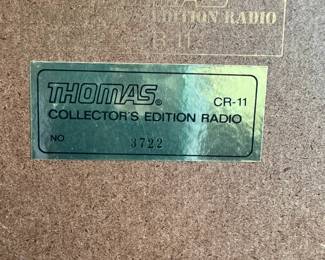 EDITION RADIO
THOMAS® CR-11
COLLECTOR'S EDITION RADIO
NO 3722